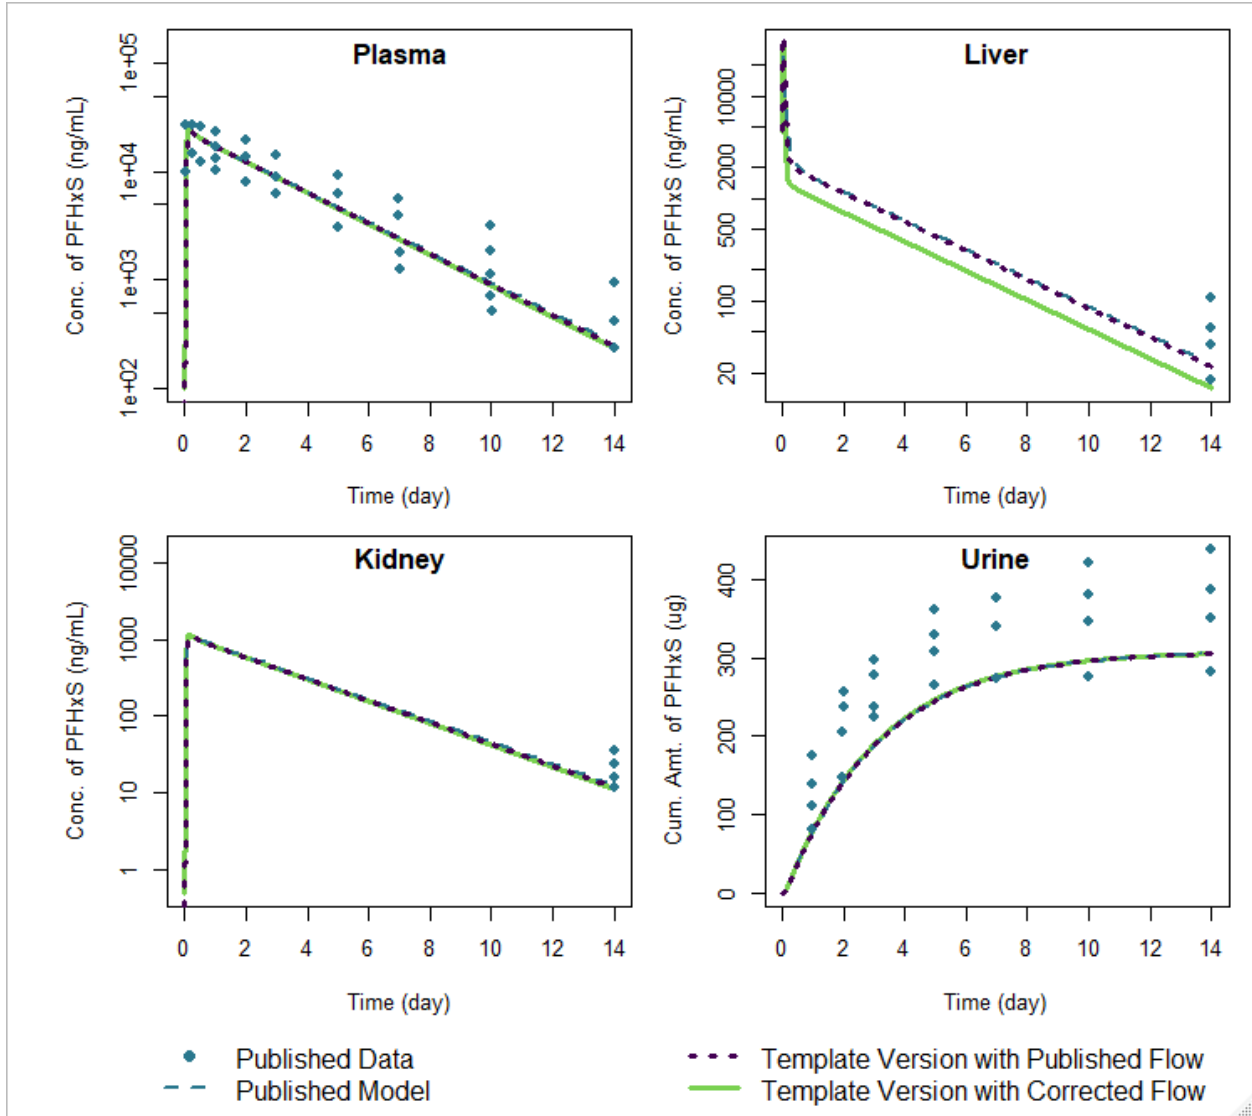 Plasma
Conc. of PFHxS (ng/mL)
1e+05
1e+04
1e+03
1e+02
0 2 4 6 8 10 12 14
Time (day)
Liver
Conc. of PFHxS (ng/mL)
10000
2000
500
100
20
0 2 4 6 8 10 12 14
Time (day)
Kidney
Conc. of PFHxS (ng/mL)
10000
1000
100
10
1
0 2 4 6 8 10 12 14
Time (day)
Urine
Cum. Amt. of PFHxS (ug)
400
300
200
100
0
0 2 4 6 8 10 12 14
Time (day)
Published Data
Published Model
Template Version with Published Flow
Template Version with Corrected Flow